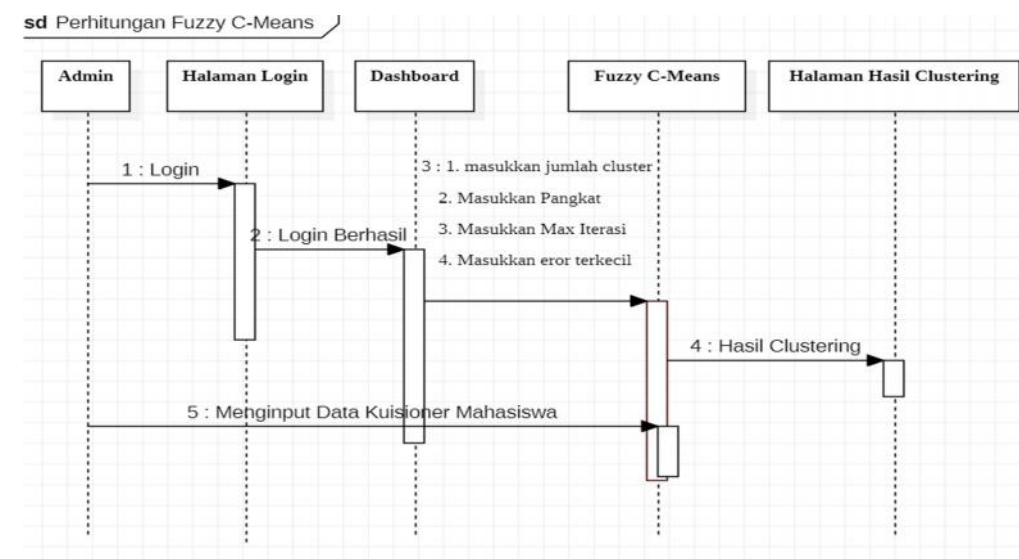 sd Perhitungan Fuzzy C-Means
Admin
Halaman Login
Dashboard
Fuzzy C-Means
Halaman Hasil Clustering
1 : Login
2 : Login Berhasil
3 : 1. masukkan jumlah cluster
2. Masukkan Pangkat
3. Masukkan Max Iterasi
4. Masukkan eror terkecil
4 : Hasil Clustering
5 : Menginput Data Kuisioner Mahasiswa